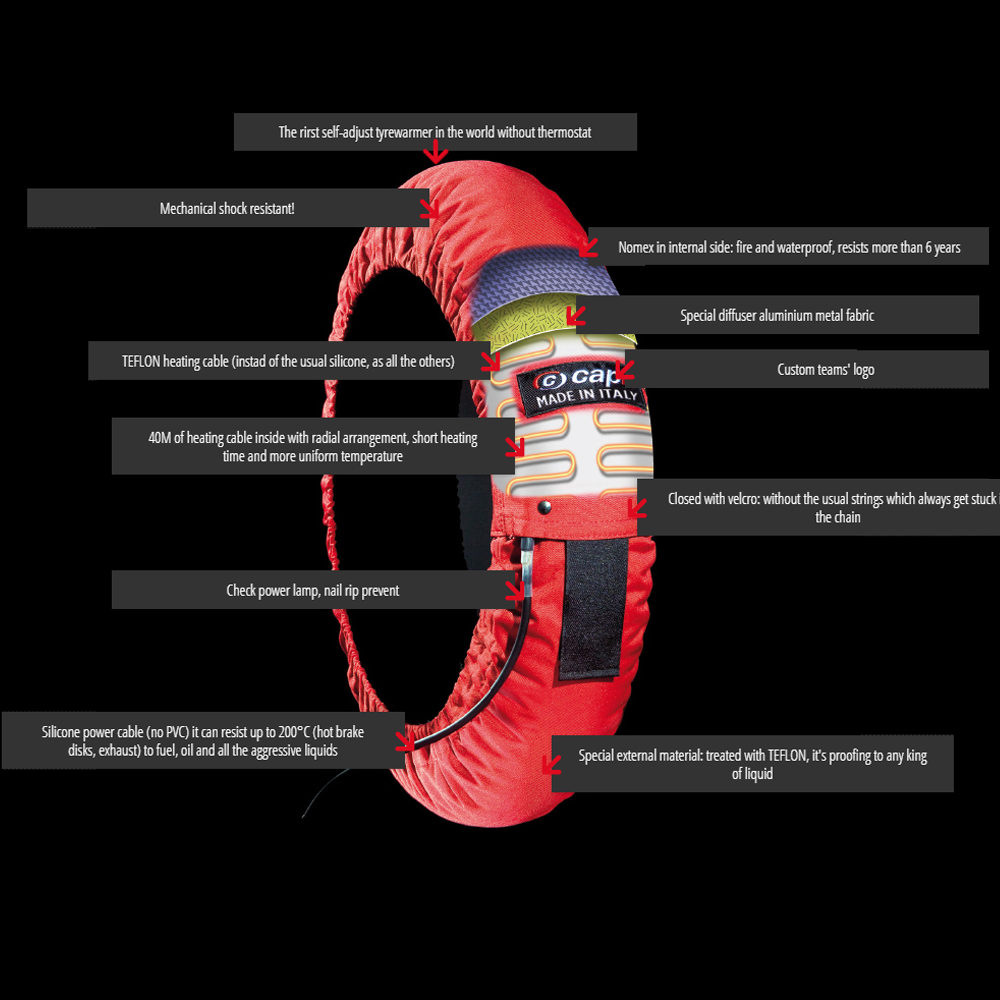 The rirst self-adjust tyrewarmer in the world without thermostat
Mechanical shock resistant!
Nomex in internal side: fire and waterproof, resists more than 6 years
Special diffuser aluminium metal fabric
TEFLON heating cable (instad of the usual silicone, as all the others)
Custom teams' logo
(c) cap
MADE IN ITALY
40M of heating cable inside with radial arrangement, short heating
time and more uniform temperature
Closed with velcro: without the usual strings which always get stuck
the chain
Check power lamp, nail rip prevent
Silicone power cable (no PVC) it can resist up to 200°C (hot brake
disks, exhaust) to fuel, oil and all the aggressive liquids
Special external material: treated with TEFLON, it's proofing to any king
of liquid